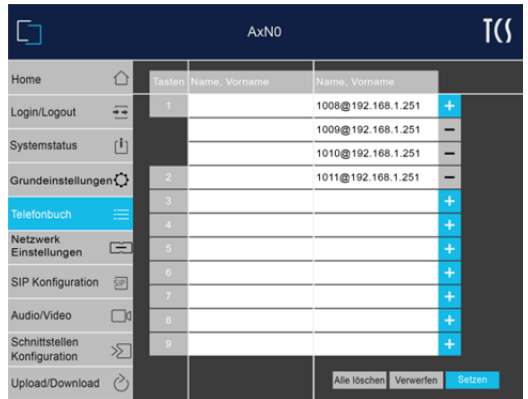 AxN0
TCS
Home
Login/Logout
Systemstatus
Grundeinstellungen
Telefonbuch
Netzwerk
Einstellungen
SIP Konfiguration
SIP
Audio/Video
Schnittstellen
Konfiguration
Upload/Download
Tasten Name, Vorname Name, Vorname
1 1008@192.168.1.251 +
1009@192.168.1.251 −
1010@192.168.1.251 −
2 1011@192.168.1.251 −
3 +
4 +
5 +
6 +
7 +
8 +
9 +
Alle löschen Verwerfen Setzen